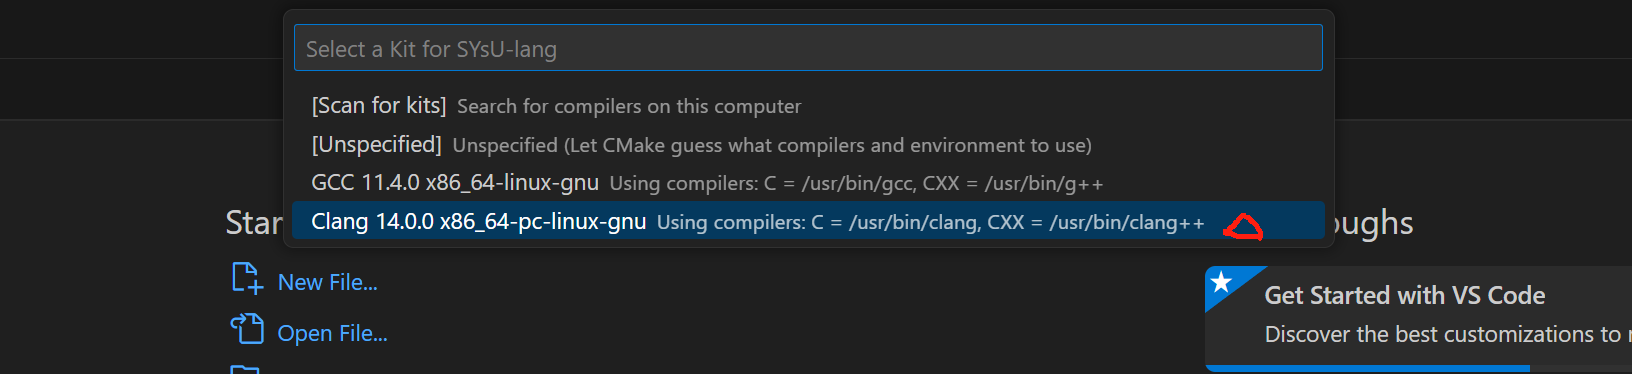 Select a Kit for SYsU-lang
[Scan for kits] Search for compilers on this computer
[Unspecified] Unspecified (Let CMake guess what compilers and environment to use)
GCC 11.4.0 x86_64-linux-gnu Using compilers: C = /usr/bin/gcc, CXX = /usr/bin/g++
Clang 14.0.0 x86_64-pc-linux-gnu Using compilers: C = /usr/bin/clang, CXX = /usr/bin/clang++
Star
oughs
New File...
Open File...
Get Started with VS Code
Discover the best customizations to